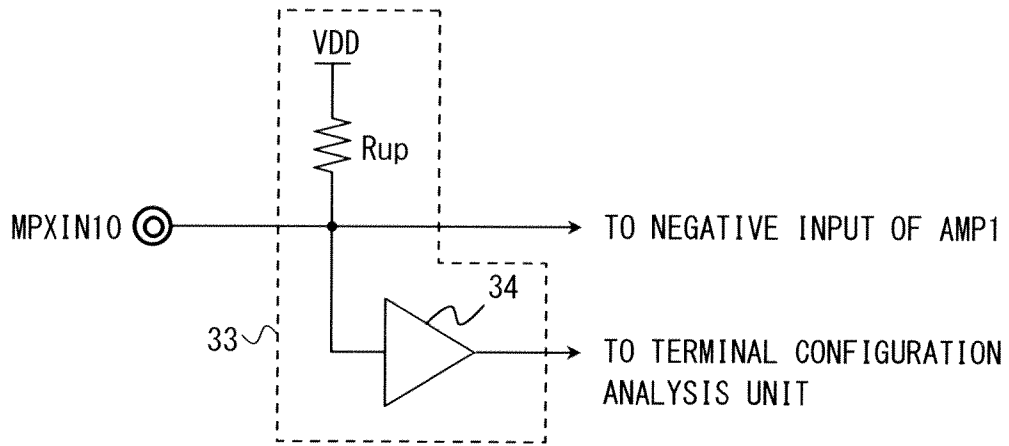 VDD
Rup
MPXIN10
TO NEGATIVE INPUT OF AMP1
34
33
TO TERMINAL CONFIGURATION
ANALYSIS UNIT